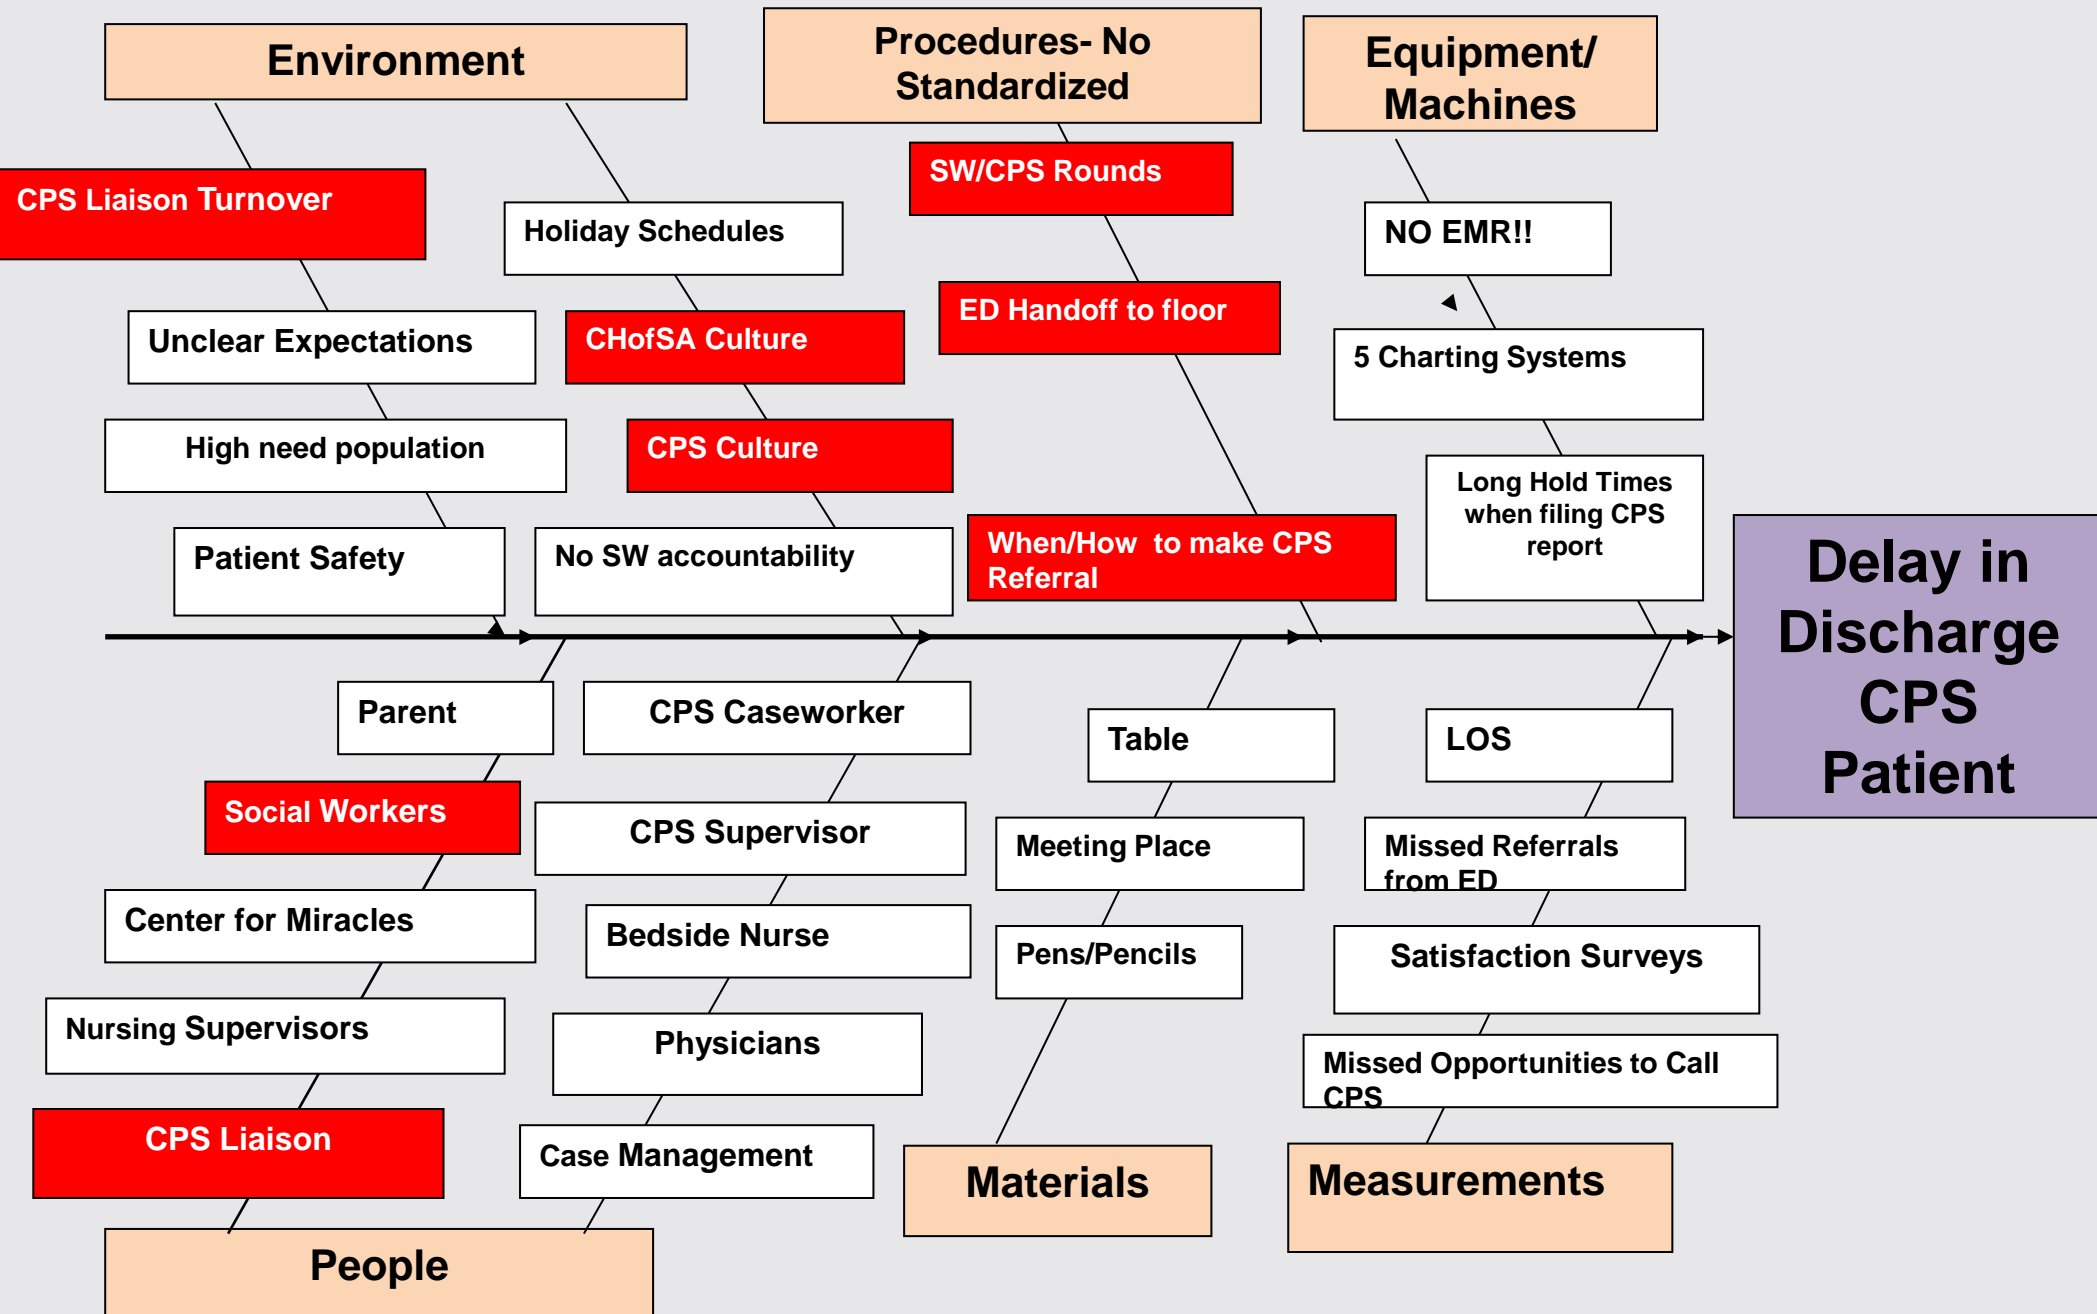 Environment
Procedures- No
Standardized
Equipment/
Machines
CPS Liaison Turnover
Unclear Expectations
High need population
Patient Safety
Holiday Schedules
CHofSA Culture
CPS Culture
No SW accountability
SW/CPS Rounds
ED Handoff to floor
When/How to make CPS
Referral
NO EMR!!
5 Charting Systems
Long Hold Times
when filing CPS
report
Delay in
Discharge
CPS
Patient
Parent
Social Workers
Center for Miracles
Nursing Supervisors
CPS Liaison
CPS Caseworker
CPS Supervisor
Bedside Nurse
Physicians
Case Management
Table
Meeting Place
Pens/Pencils
LOS
Missed Referrals
from ED
Satisfaction Surveys
Missed Opportunities to Call
CPS
People
Materials
Measurements